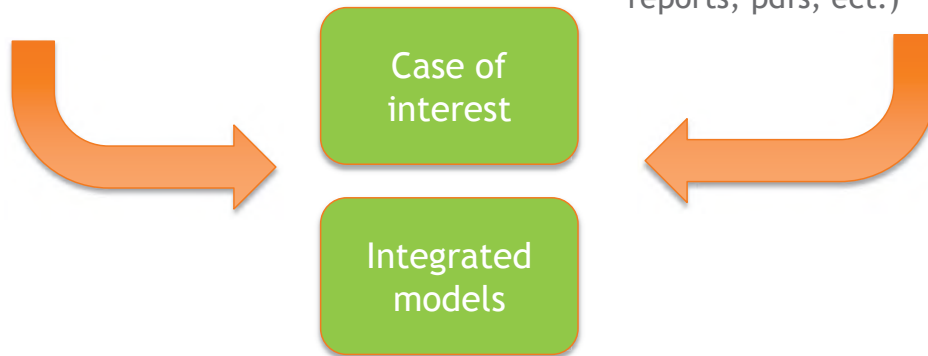 reports, pdfs, ect.)
Case of
interest
Integrated
models